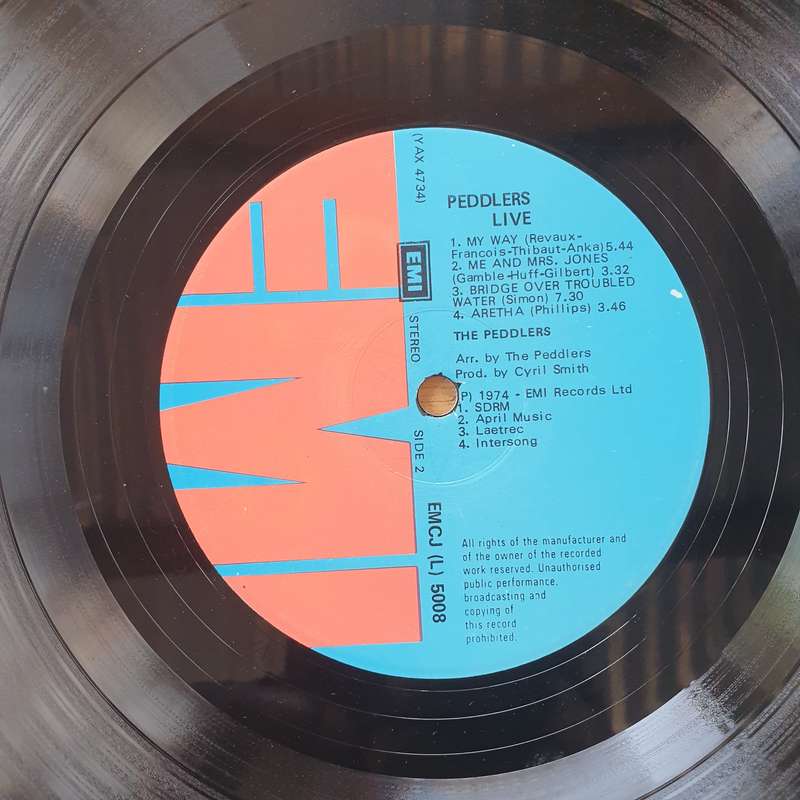 (YAX 4734)
PEDDLERS
LIVE
1. MY WAY (Revaux-
Francois-Thibaut-Anka) 5.44
2. ME AND MRS. JONES
(Gamble-Huff-Gilbert) 3.32
3. BRIDGE OVER TROUBLED
WATER (Simon) 7.30
4. ARETHA (Phillips) 3.46
THE PEDDLERS
Arr. by The Peddlers
Prod. by Cyril Smith
P) 1974 - EMI Records Ltd
1. SDRM
2. April Music
3. Laetrec
4. Intersong
EMI
STEREO
SIDE 2
EMCJ (L) 5008
All rights of the manufacturer and
of the owner of the recorded
work reserved. Unauthorised
public performance,
broadcasting and
copying of
this record
prohibited.
EMI